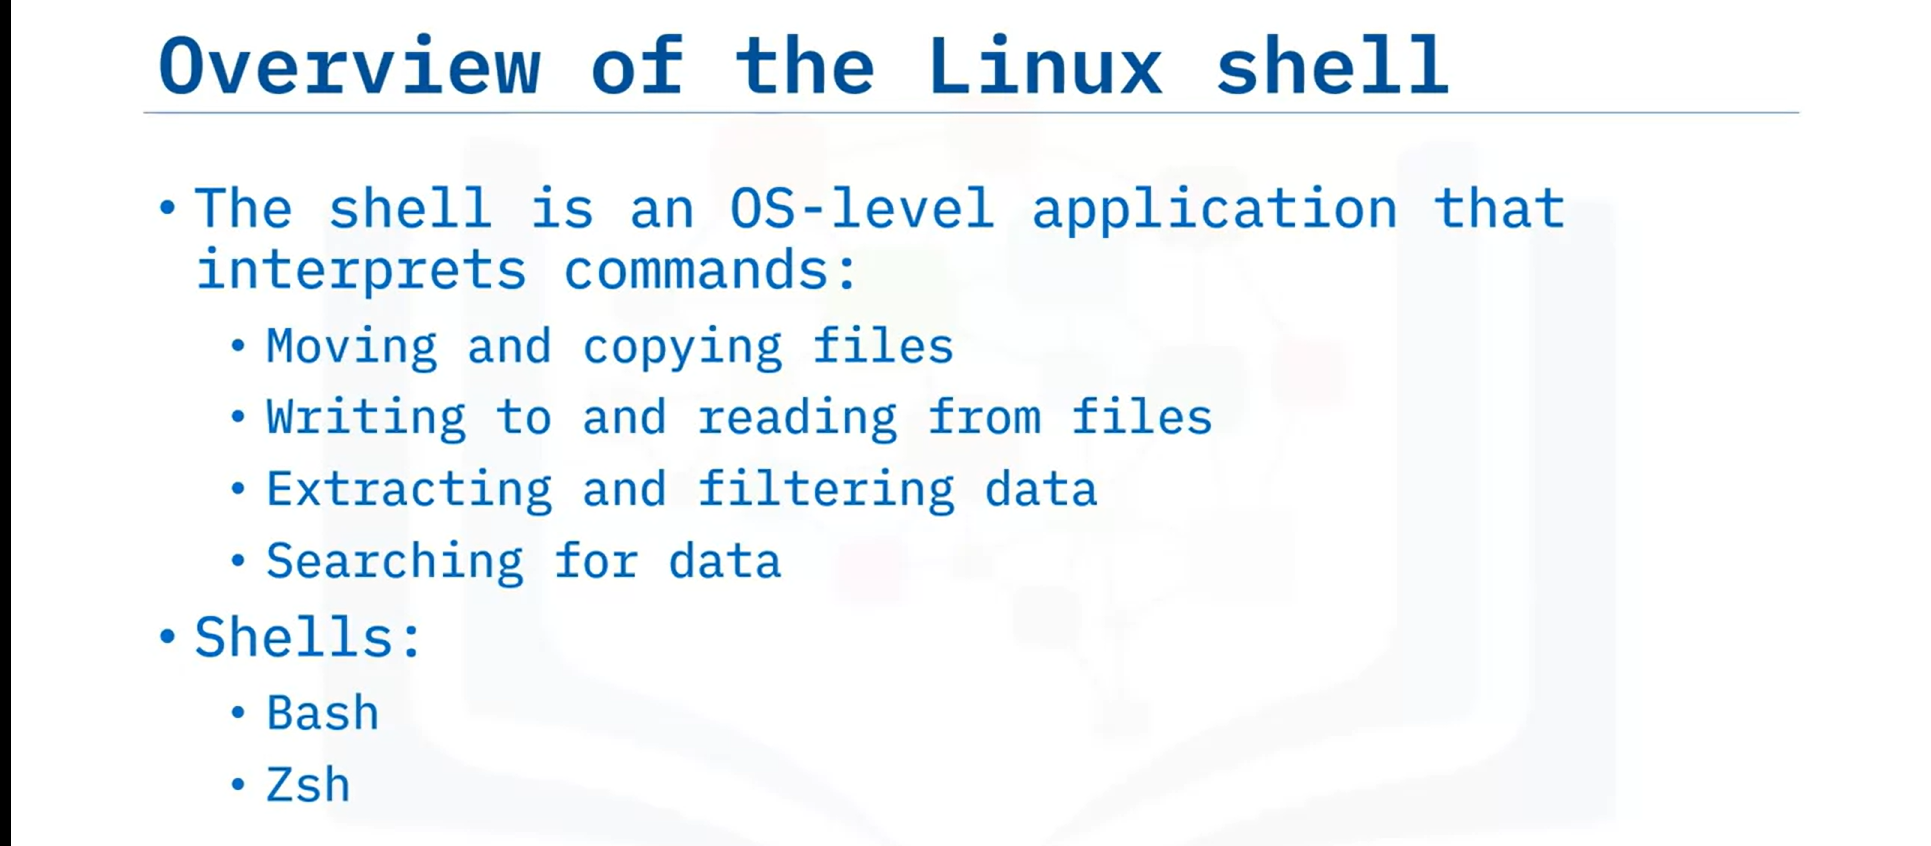 Overview of the Linux shell
• The shell is an OS-level application that
interprets commands:
• Moving and copying files
• Writing to and reading from files
• Extracting and filtering data
• Searching for data
• Shells:
• Bash
• Zsh